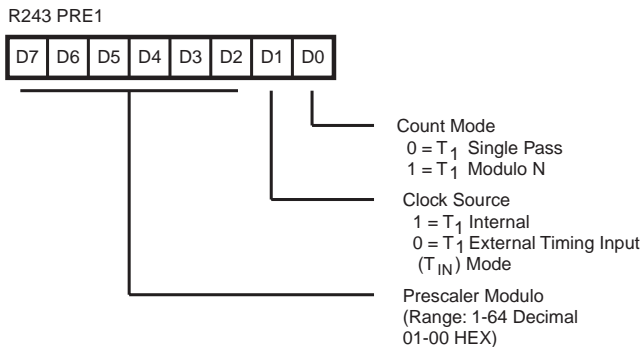 R243 PRE1
D7 D6 D5 D4 D3 D2 D1 D0
Count Mode
0 = T1 Single Pass
1 = T1 Modulo N
Clock Source
1 = T1 Internal
0 = T1 External Timing Input
(TIN) Mode
Prescaler Modulo
(Range: 1-64 Decimal
01-00 HEX)